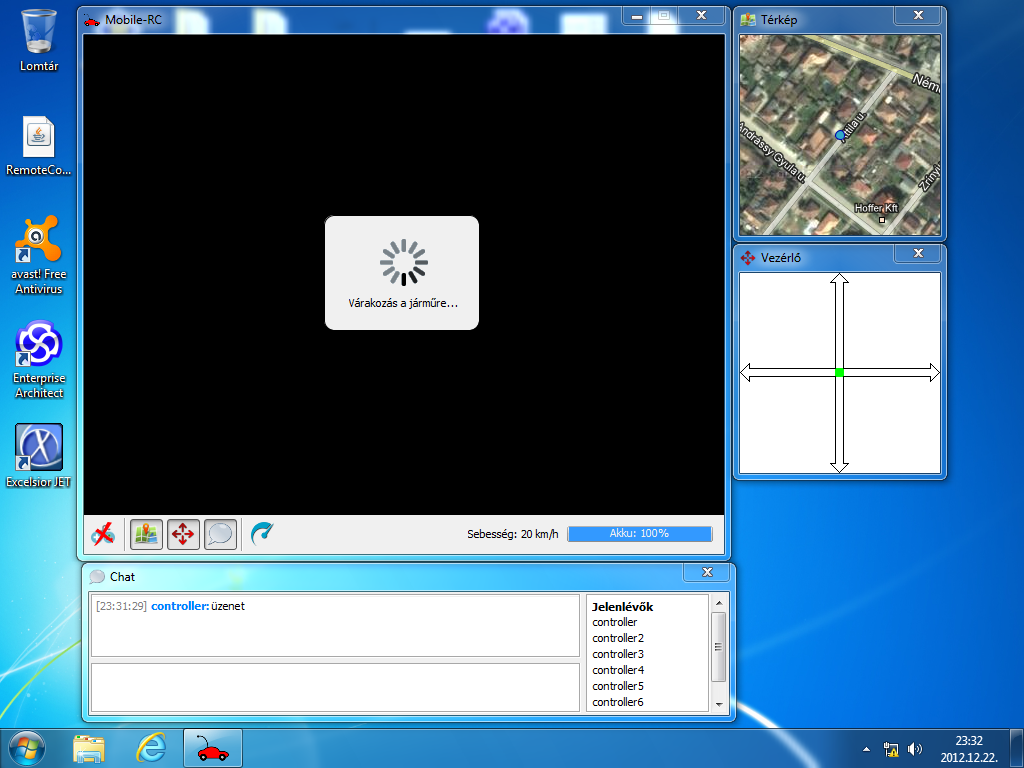 Lomtár
RemoteCo...
avast! Free
Antivirus
Enterprise
Architect
Excelsior JET
Mobile-RC
Várakozás a járműre...
Sebesség: 20 km/h
Akku: 100%
Térkép
Attila u.
Andrássy Gyula u.
Hoffer Kft
Vezérlő
Chat
[23:31:29] controller: üzenet
Jelenlévők
controller
controller2
controller3
controller4
controller5
controller6
23:32
2012.12.22.